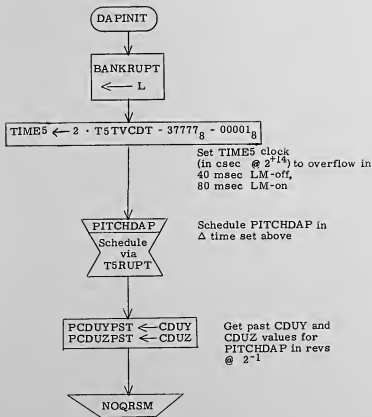 DAPINIT
BANKRUPT
← L
TIME5 ← 2 · T5TVCDT - 37777₈ - 00001₈
Set TIME5 clock
(in csec @ 2⁺¹⁴) to overflow in
40 msec LM-off,
80 msec LM-on
PITCHDAP
Schedule
via
T5RUPT
Schedule PITCHDAP in
Δ time set above
PCDUYPST ← CDUY
PCDUZPST ← CDUZ
Get past CDUY and
CDUZ values for
PITCHDAP in revs
@ 2⁻¹
NOQRSM